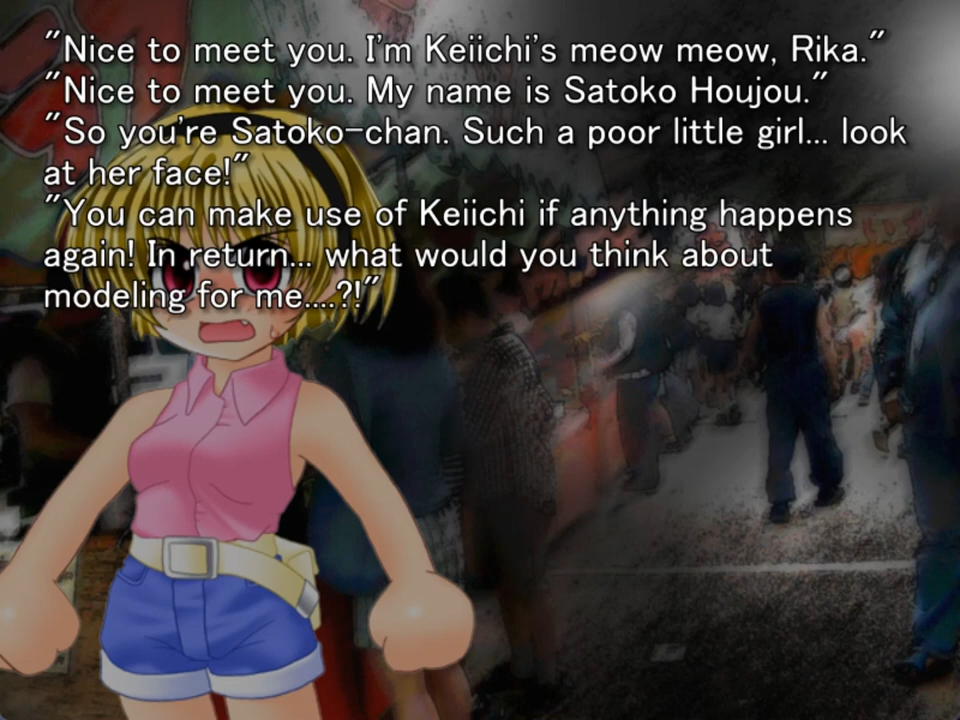 "Nice to meet you. I'm Keiichi's meow meow, Rika."
"Nice to meet you. My name is Satoko Houjou."
"So you're Satoko-chan. Such a poor little girl... look
at her face!"
"You can make use of Keiichi if anything happens
again! In return... what would you think about
modeling for me....?!"